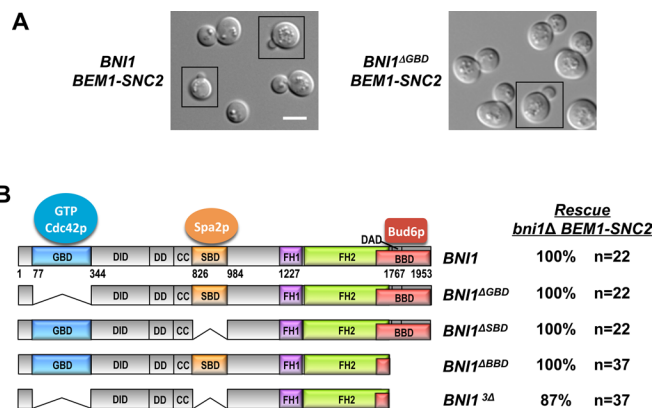 A
BNI1
BEM1-SNC2
BNI1ΔGBD
BEM1-SNC2
B
GTP
Cdc42p
Spa2p
Bud6p
DAD
Rescue
bni1Δ BEM1-SNC2
GBD DID DD CC SBD FH1 FH2 BBD BNI1 100% n=22
1 77 344 826 984 1227 1767 1953
DID DD CC SBD FH1 FH2 BBD BNI1ΔGBD 100% n=22
GBD DID DD CC FH1 FH2 BBD BNI1ΔSBD 100% n=22
GBD DID DD CC SBD FH1 FH2 BNI1ΔBBD 100% n=37
DID DD CC FH1 FH2 BNI1 3Δ 87% n=37